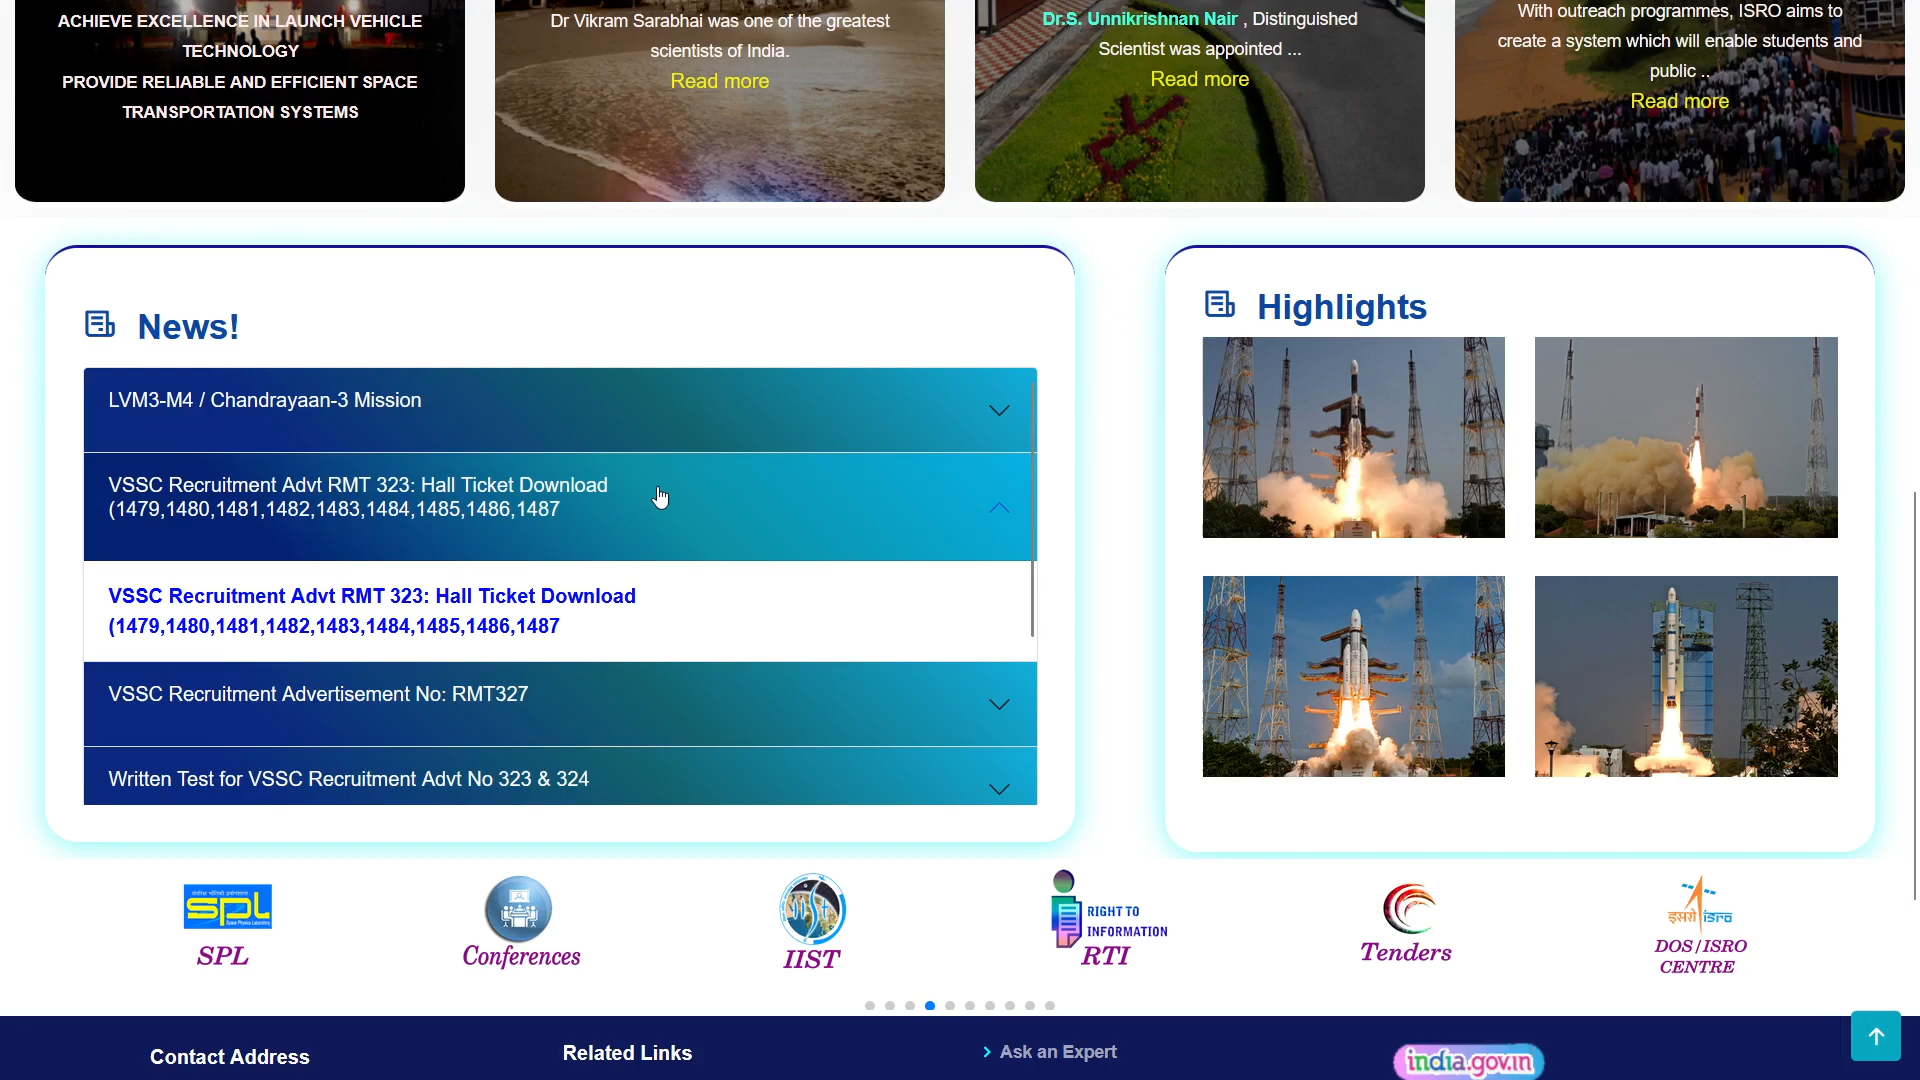 ACHIEVE EXCELLENCE IN LAUNCH VEHICLE
TECHNOLOGY
PROVIDE RELIABLE AND EFFICIENT SPACE
TRANSPORTATION SYSTEMS
Dr Vikram Sarabhai was one of the greatest
scientists of India.
Read more
Dr.S. Unnikrishnan Nair , Distinguished
Scientist was appointed ...
Read more
With outreach programmes, ISRO aims to
create a system which will enable students and
public ..
Read more
News!
LVM3-M4 / Chandrayaan-3 Mission
VSSC Recruitment Advt RMT 323: Hall Ticket Download
(1479,1480,1481,1482,1483,1484,1485,1486,1487
VSSC Recruitment Advt RMT 323: Hall Ticket Download
(1479,1480,1481,1482,1483,1484,1485,1486,1487
VSSC Recruitment Advertisement No: RMT327
Written Test for VSSC Recruitment Advt No 323 & 324
Highlights
SPL
Space Physics Laboratory
SPL
Conferences
IIST
RIGHT TO
INFORMATION
RTI
Tenders
इसरो isro
DOS / ISRO
CENTRE
Contact Address
Related Links
Ask an Expert
india.gov.in